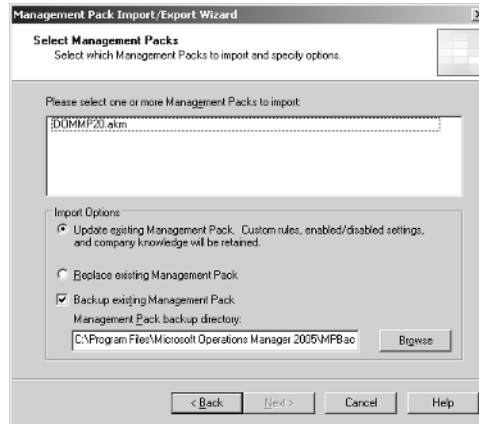 Management Pack Import/Export Wizard
Select Management Packs
Select which Management Packs to import and specify options.
Please select one or more Management Packs to import
DOMMP20.akm
Import Options
Update existing Management Pack. Custom rules, enabled/disabled settings,
and company knowledge will be retained.
Replace existing Management Pack
Backup existing Management Pack
Management Pack backup directory:
C:\Program Files\Microsoft Operations Manager 2005\MPBac
Browse
< Back
Next >
Cancel
Help